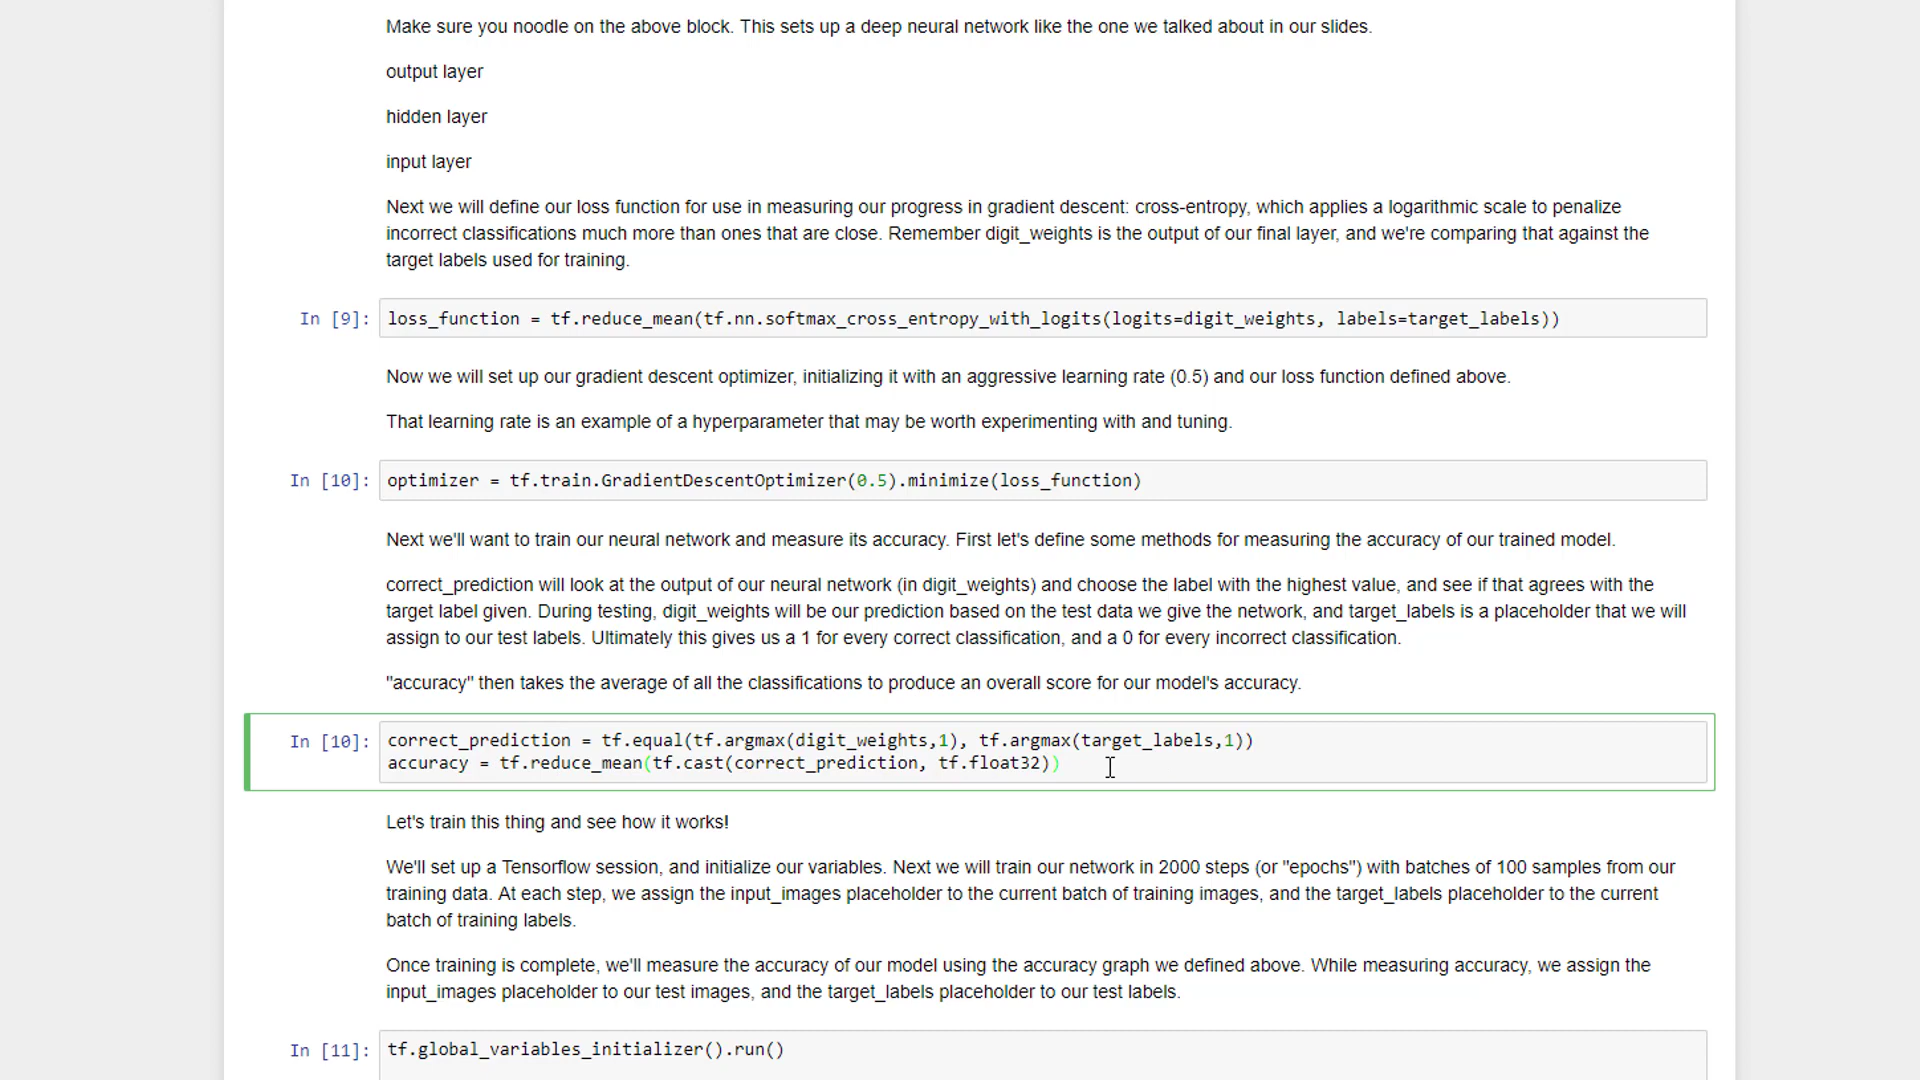 Make sure you noodle on the above block. This sets up a deep neural network like the one we talked about in our slides.
output layer
hidden layer
input layer
Next we will define our loss function for use in measuring our progress in gradient descent: cross-entropy, which applies a logarithmic scale to penalize
incorrect classifications much more than ones that are close. Remember digit_weights is the output of our final layer, and we're comparing that against the
target labels used for training.
In [9]: loss_function = tf.reduce_mean(tf.nn.softmax_cross_entropy_with_logits(logits=digit_weights, labels=target_labels))
Now we will set up our gradient descent optimizer, initializing it with an aggressive learning rate (0.5) and our loss function defined above.
That learning rate is an example of a hyperparameter that may be worth experimenting with and tuning.
In [10]: optimizer = tf.train.GradientDescentOptimizer(0.5).minimize(loss_function)
Next we'll want to train our neural network and measure its accuracy. First let's define some methods for measuring the accuracy of our trained model.
correct_prediction will look at the output of our neural network (in digit_weights) and choose the label with the highest value, and see if that agrees with the
target label given. During testing, digit_weights will be our prediction based on the test data we give the network, and target_labels is a placeholder that we will
assign to our test labels. Ultimately this gives us a 1 for every correct classification, and a 0 for every incorrect classification.
"accuracy" then takes the average of all the classifications to produce an overall score for our model's accuracy.
In [10]: correct_prediction = tf.equal(tf.argmax(digit_weights,1), tf.argmax(target_labels,1))
accuracy = tf.reduce_mean(tf.cast(correct_prediction, tf.float32))
Let's train this thing and see how it works!
We'll set up a Tensorflow session, and initialize our variables. Next we will train our network in 2000 steps (or "epochs") with batches of 100 samples from our
training data. At each step, we assign the input_images placeholder to the current batch of training images, and the target_labels placeholder to the current
batch of training labels.
Once training is complete, we'll measure the accuracy of our model using the accuracy graph we defined above. While measuring accuracy, we assign the
input_images placeholder to our test images, and the target_labels placeholder to our test labels.
In [11]: tf.global_variables_initializer().run()